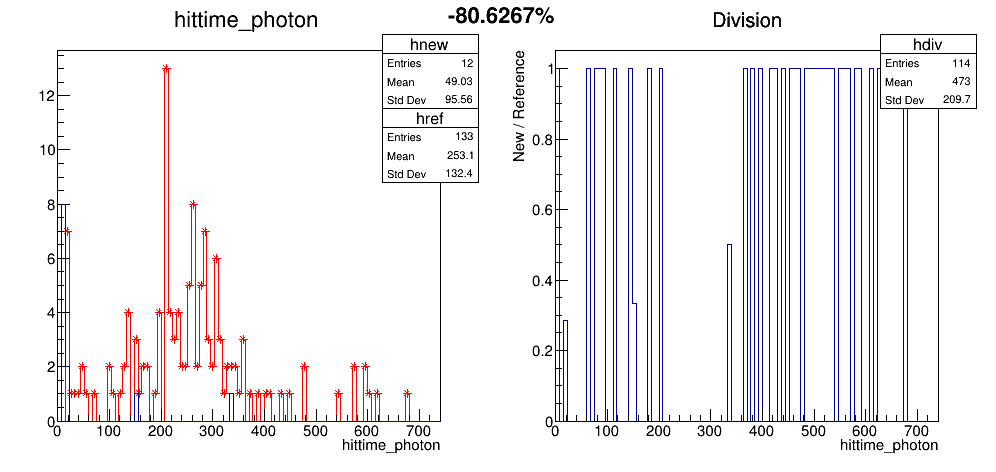 -80.6267%
hittime_photon
hnew
Entries 12
Mean 49.03
Std Dev 95.56
href
Entries 133
Mean 253.1
Std Dev 132.4
12
10
8
6
4
2
0
0 100 200 300 400 500 600 700
hittime_photon
Division
hdiv
Entries 114
Mean 473
Std Dev 209.7
New / Reference
1
0.8
0.6
0.4
0.2
0
0 100 200 300 400 500 600 700
hittime_photon